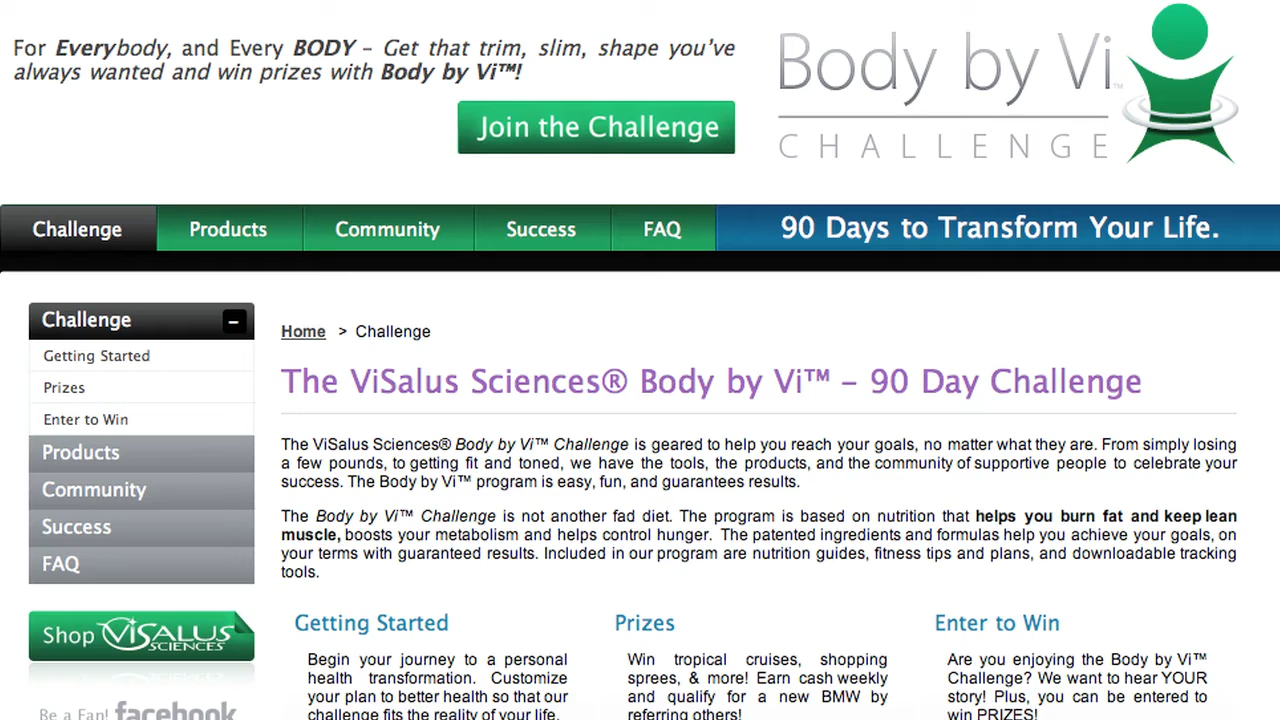 For Everybody, and Every BODY – Get that trim, slim, shape you've
always wanted and win prizes with Body by Vi™!
Join the Challenge
Body by Vi™
CHALLENGE
Challenge
Products
Community
Success
FAQ
90 Days to Transform Your Life.
Challenge
–
Getting Started
Prizes
Enter to Win
Products
Community
Success
FAQ
Shop ViSALUS
SCIENCES
Be a Fan! facebook
Home > Challenge
The ViSalus Sciences® Body by Vi™ – 90 Day Challenge
The ViSalus Sciences® Body by Vi™ Challenge is geared to help you reach your goals, no matter what they are. From simply losing
a few pounds, to getting fit and toned, we have the tools, the products, and the community of supportive people to celebrate your
success. The Body by Vi™ program is easy, fun, and guarantees results.
The Body by Vi™ Challenge is not another fad diet. The program is based on nutrition that helps you burn fat and keep lean
muscle, boosts your metabolism and helps control hunger. The patented ingredients and formulas help you achieve your goals, on
your terms with guaranteed results. Included in our program are nutrition guides, fitness tips and plans, and downloadable tracking
tools.
Getting Started
Begin your journey to a personal
health transformation. Customize
your plan to better health so that our
challenge fits the reality of your life.
Prizes
Win tropical cruises, shopping
sprees, & more! Earn cash weekly
and qualify for a new BMW by
referring others!
Enter to Win
Are you enjoying the Body by Vi™
Challenge? We want to hear YOUR
story! Plus, you can be entered to
win PRIZES!